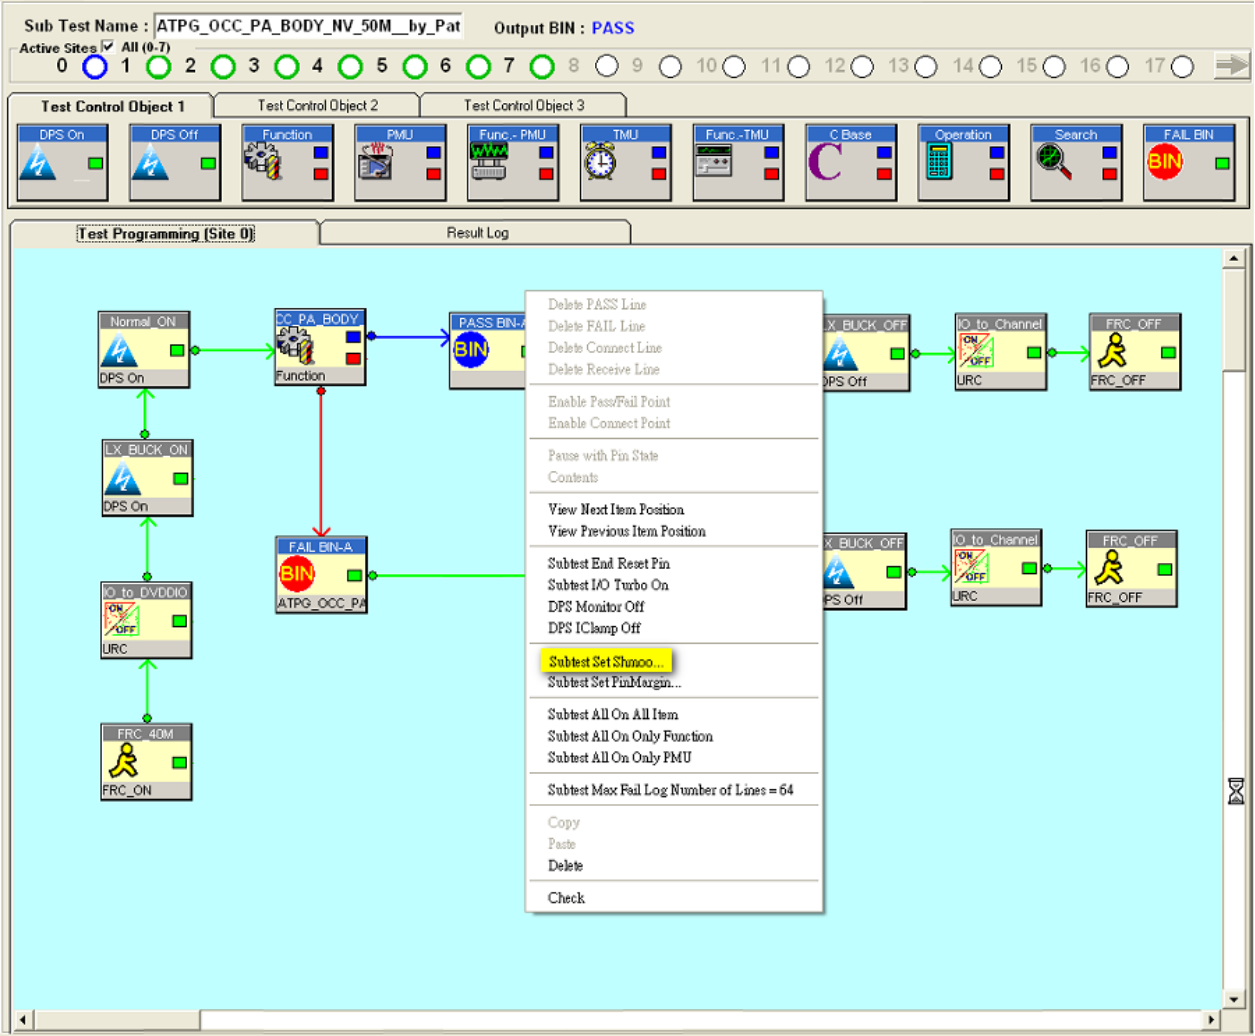 Sub Test Name : ATPG_OCC_PA_BODY_NV_50M__by_Pat Output BIN : PASS
Active Sites All (0-7)
0 1 2 3 4 5 6 7 8 9 10 11 12 13 14 15 16 17
Test Control Object 1 Test Control Object 2 Test Control Object 3
DPS On DPS Off Function PMU Func.- PMU TMU Func.-TMU C Base Operation Search FAIL BIN
C BIN
Test Programming (Site 0) Result Log
Normal_ON
DPS On
CC_PA_BODY
Function
PASS BIN-A
BIN
X_BUCK_OFF
DPS Off
IO_to_Channel
ON
OFF
URC
FRC_OFF
FRC_OFF
LX_BUCK_ON
DPS On
FAIL BIN-A
BIN
ATPG_OCC_PA
X_BUCK_OFF
PS Off
IO_to_Channel
ON
OFF
URC
FRC_OFF
FRC_OFF
IO_to_DVDDIO
ON
OFF
URC
FRC_40M
FRC_ON
Delete PASS Line
Delete FAIL Line
Delete Connect Line
Delete Receive Line
Enable Pass/Fail Point
Enable Connect Point
Pause with Pin State
Contents
View Next Item Position
View Previous Item Position
Subtest End Reset Pin
Subtest I/O Turbo On
DPS Monitor Off
DPS IClamp Off
Subtest Set Shmoo...
Subtest Set PinMargin...
Subtest All On All Item
Subtest All On Only Function
Subtest All On Only PMU
Subtest Max Fail Log Number of Lines = 64
Copy
Paste
Delete
Check